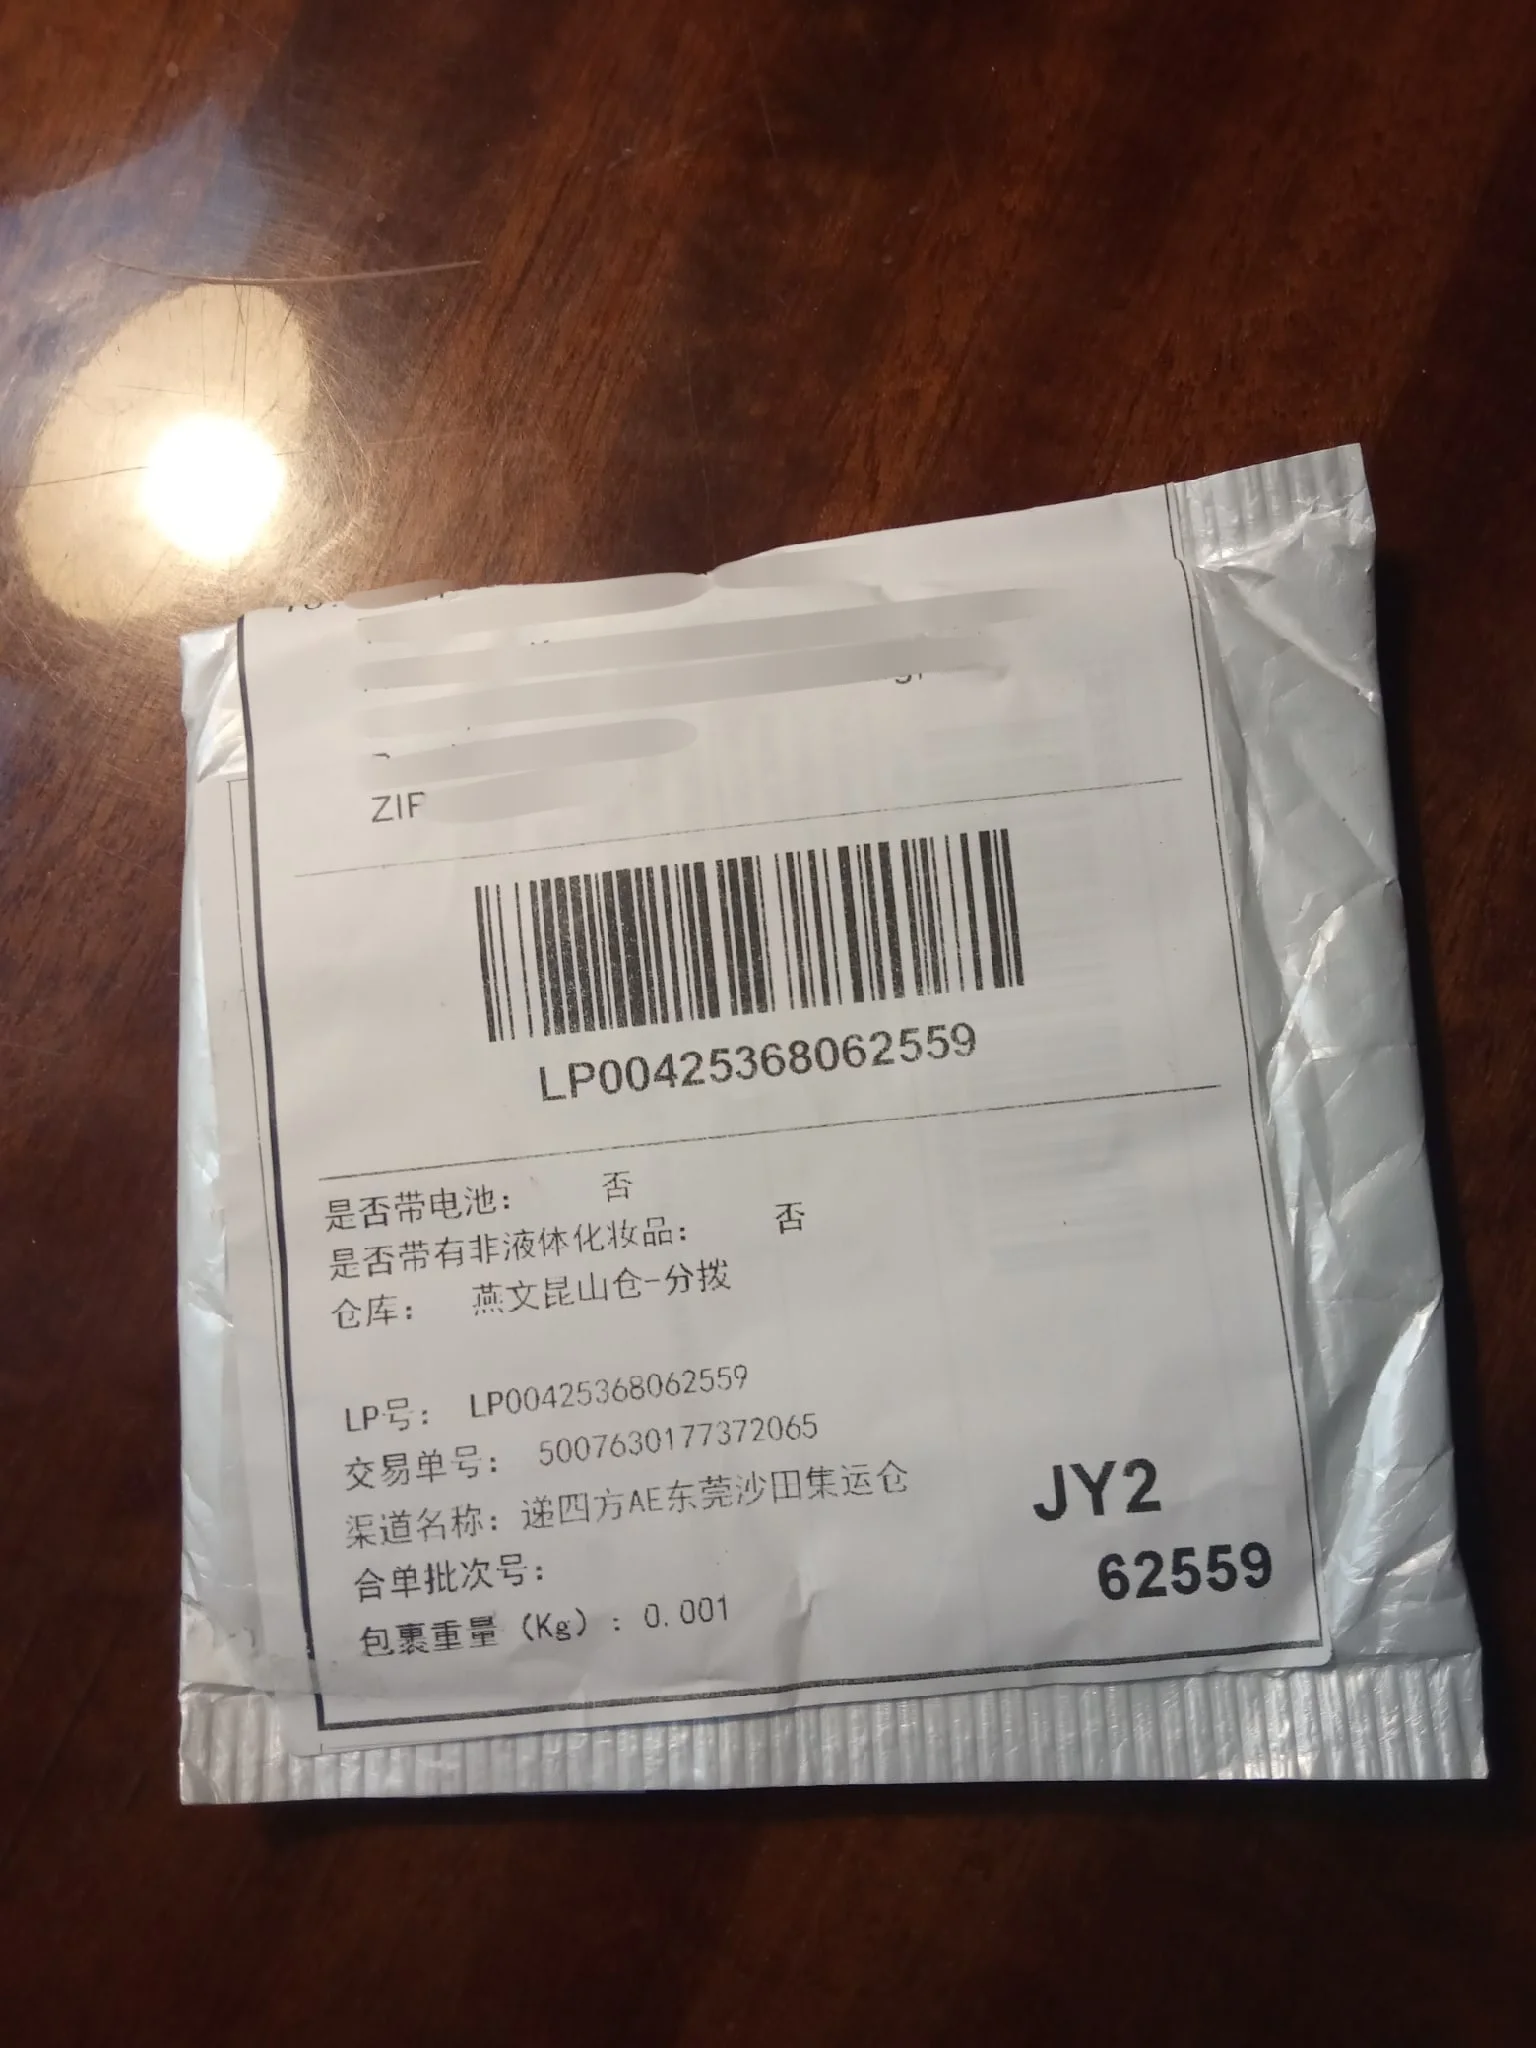 ZIP
LP00425368062559
是否带电池： 否
是否带有非液体化妆品： 否
仓库： 燕文昆山仓-分拨
LP号： LP00425368062559
交易单号： 5007630177372065
渠道名称：递四方AE东莞沙田集运仓
合单批次号：
包裹重量（Kg）：0.001
JY2
62559